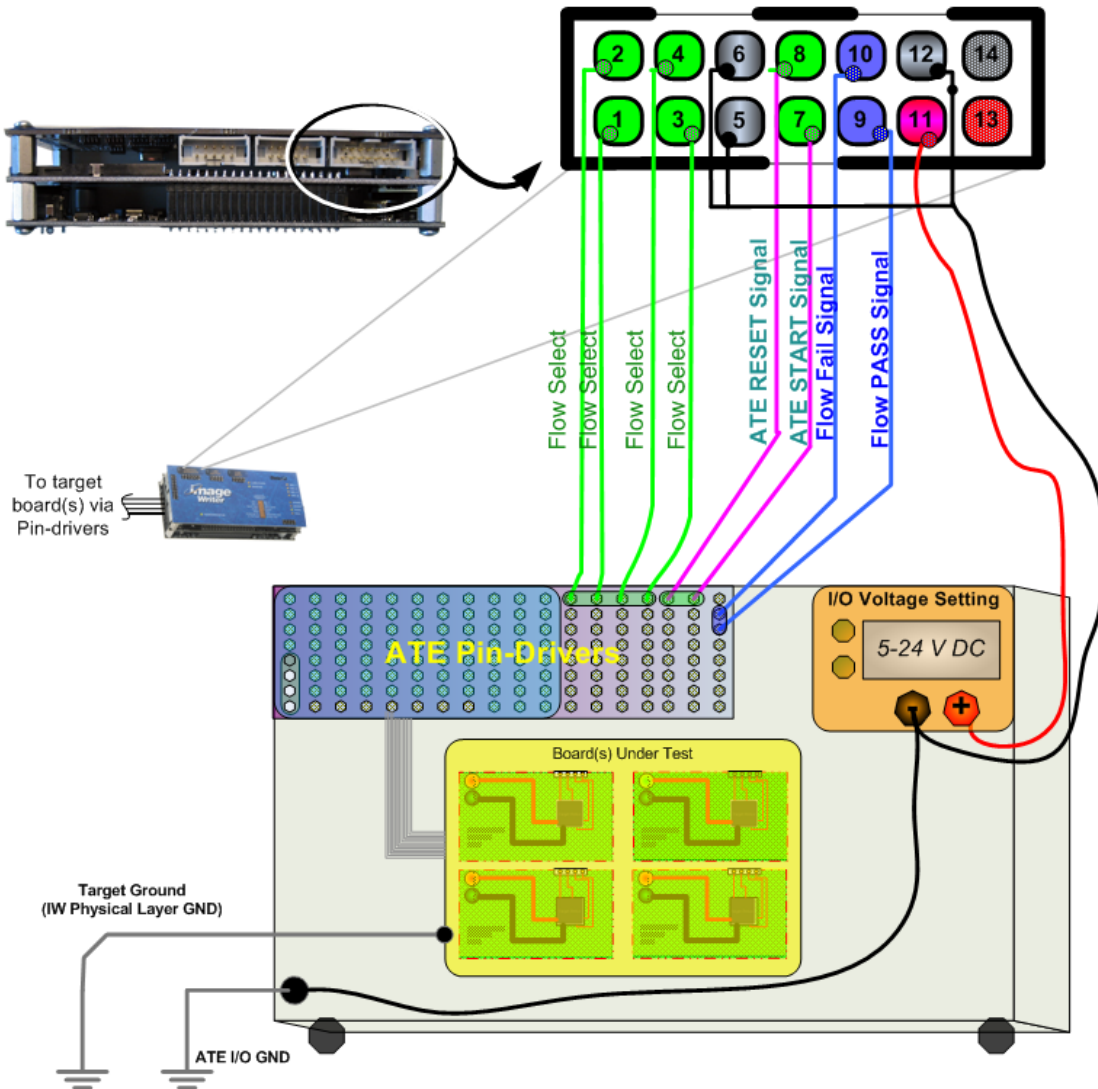 2
4
6
8
10
12
14
1
3
5
7
9
11
13
Flow Select
Flow Select
Flow Select
Flow Select
ATE RESET Signal
ATE START Signal
Flow Fail Signal
Flow PASS Signal
To target
board(s) via
Pin-drivers
Image
Writer
ATE Pin-Drivers
I/O Voltage Setting
5-24 V DC
+
-
Board(s) Under Test
Target Ground
(IW Physical Layer GND)
ATE I/O GND